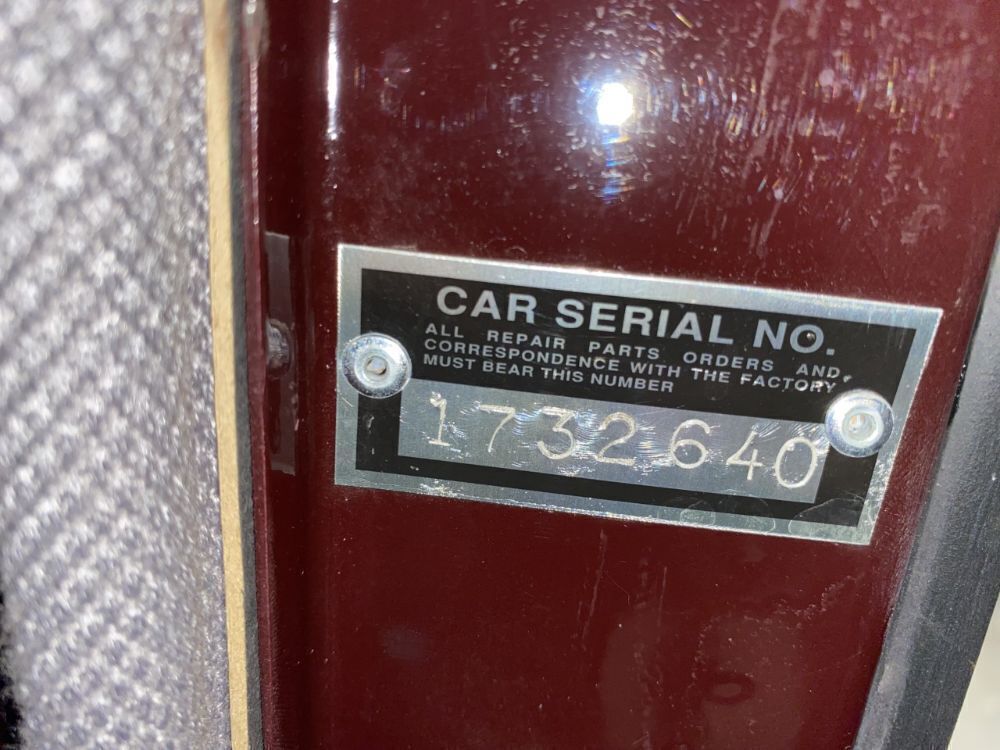 CAR SERIAL NO.
ALL REPAIR PARTS ORDERS AND
CORRESPONDENCE WITH THE FACTORY
MUST BEAR THIS NUMBER
1732640